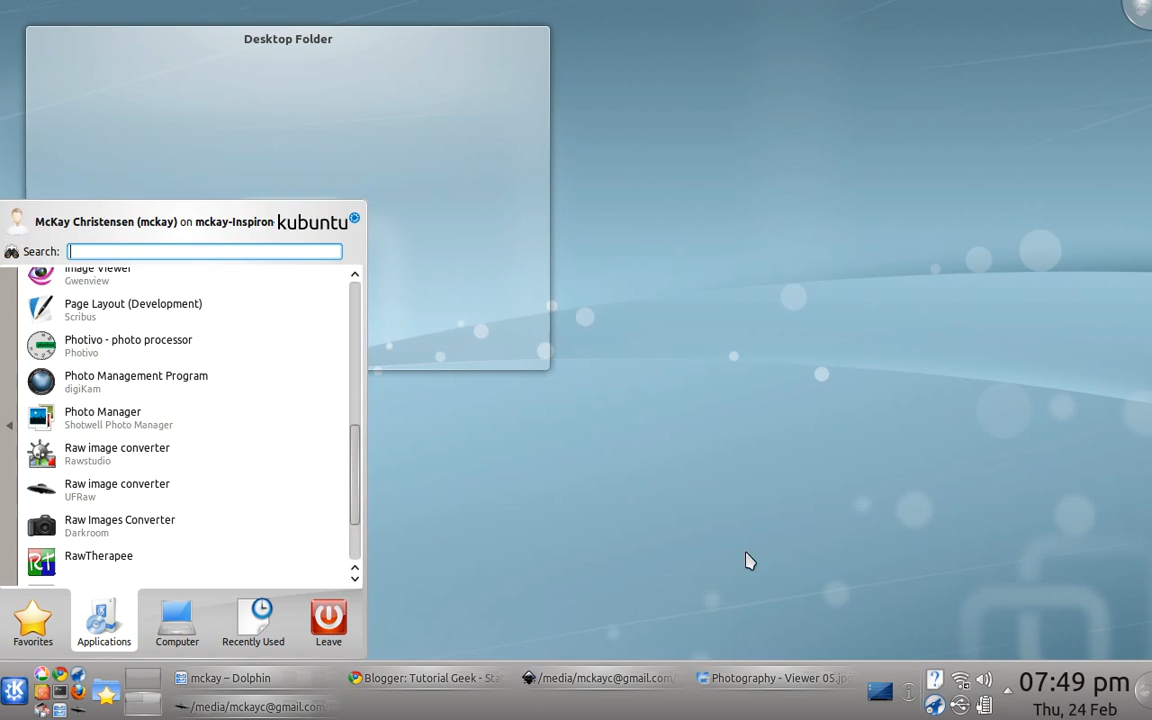 Desktop Folder
McKay Christensen (mckay) on mckay-Inspiron
kubuntu
Search:
Image Viewer
Gwenview
Page Layout (Development)
Scribus
Photivo - photo processor
Photivo
Photo Management Program
digiKam
Photo Manager
Shotwell Photo Manager
Raw image converter
Rawstudio
Raw image converter
UFRaw
Raw Images Converter
Darkroom
RawTherapee
Favorites
Applications
Computer
Recently Used
Leave
mckay – Dolphin
Blogger: Tutorial Geek - Sta
/media/mckayc@gmail.com/
Photography - Viewer 05.jpg
/media/mckayc@gmail.com/
07:49 pm
Thu, 24 Feb